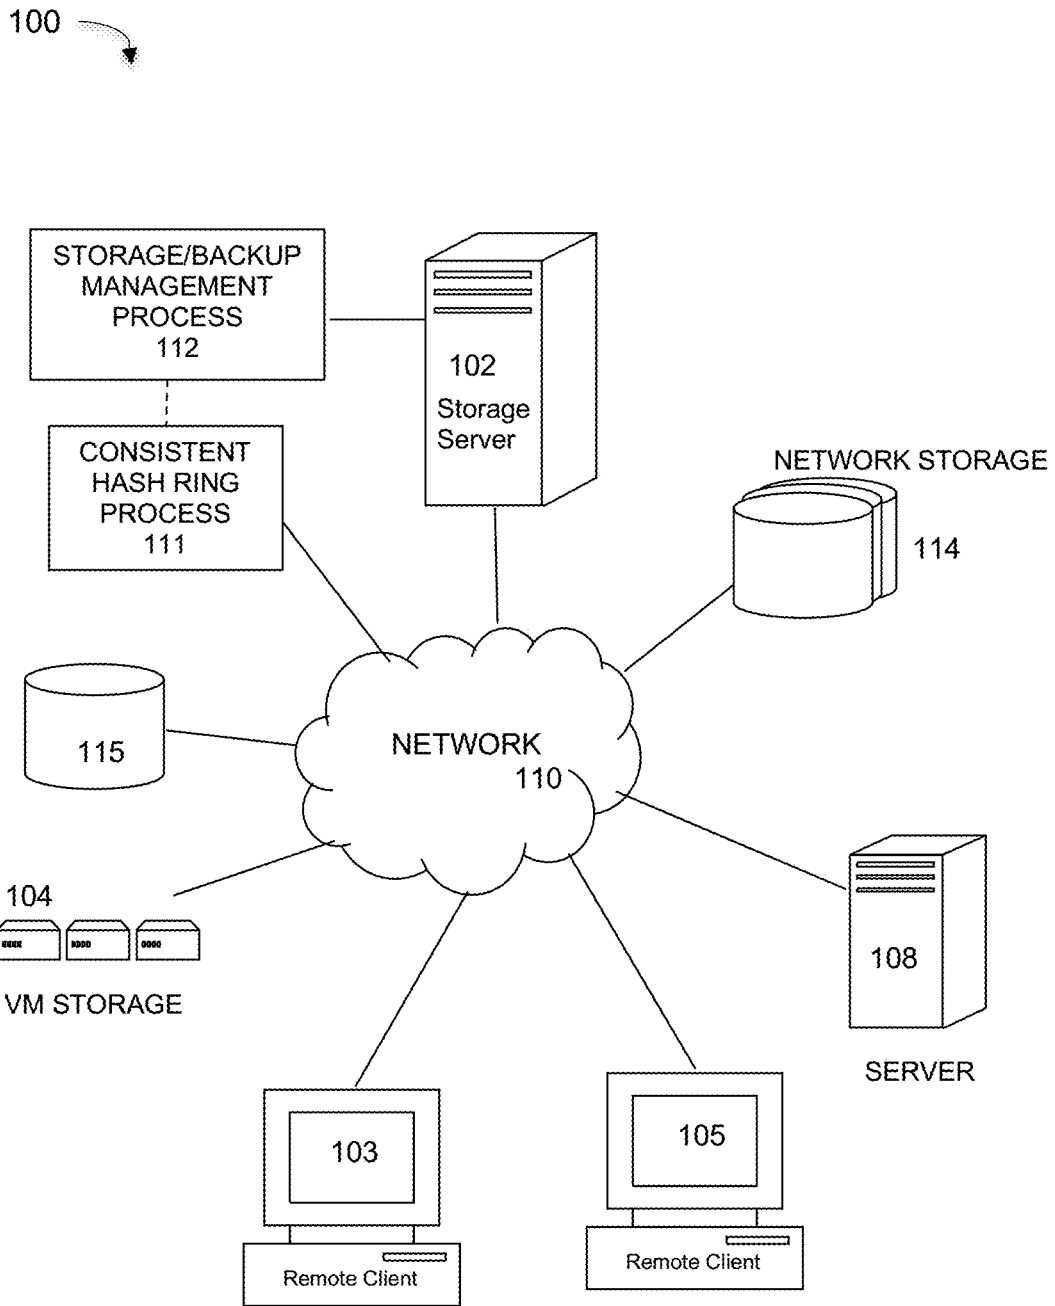 100
STORAGE/BACKUP
MANAGEMENT
PROCESS
112
102
Storage
Server
CONSISTENT
HASH RING
PROCESS
111
NETWORK STORAGE
114
115
NETWORK
110
104
VM STORAGE
108
SERVER
103
Remote Client
105
Remote Client